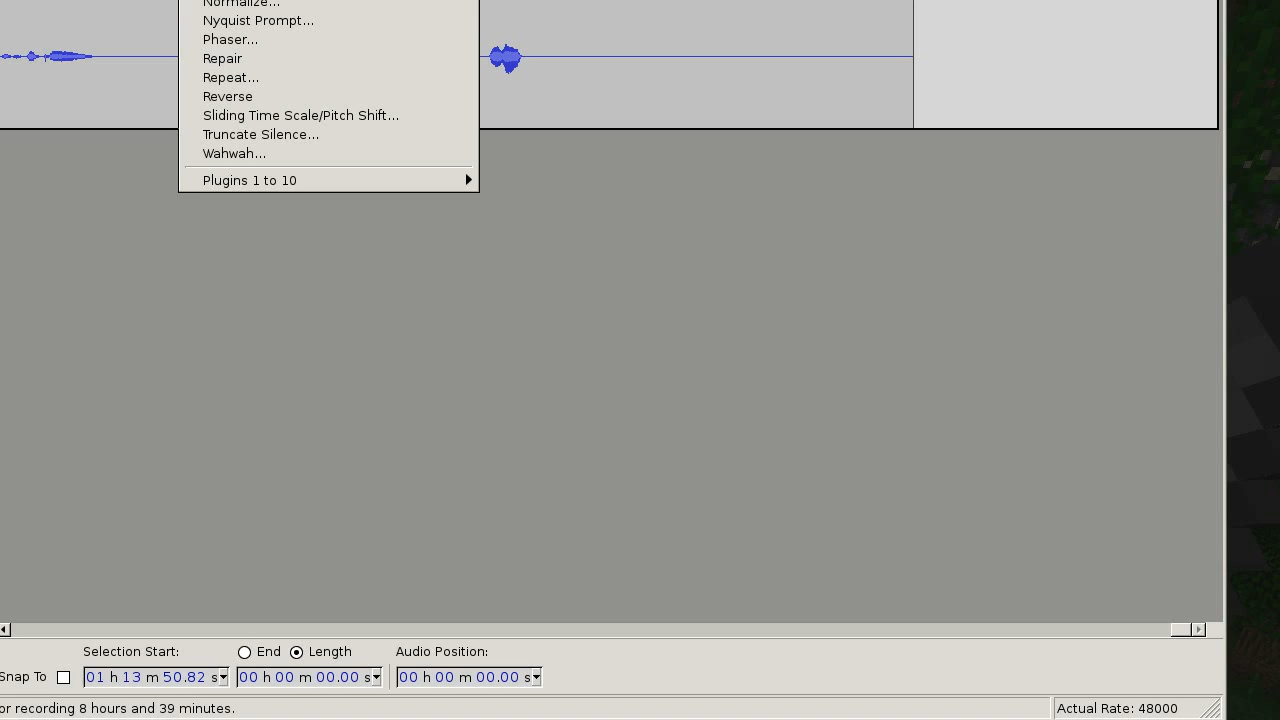 Normalize...
Nyquist Prompt...
Phaser...
Repair
Repeat...
Reverse
Sliding Time Scale/Pitch Shift...
Truncate Silence...
Wahwah...
Plugins 1 to 10
Selection Start: End Length Audio Position:
Snap To 01 h 13 m 50.82 s 00 h 00 m 00.00 s 00 h 00 m 00.00 s
or recording 8 hours and 39 minutes. Actual Rate: 48000